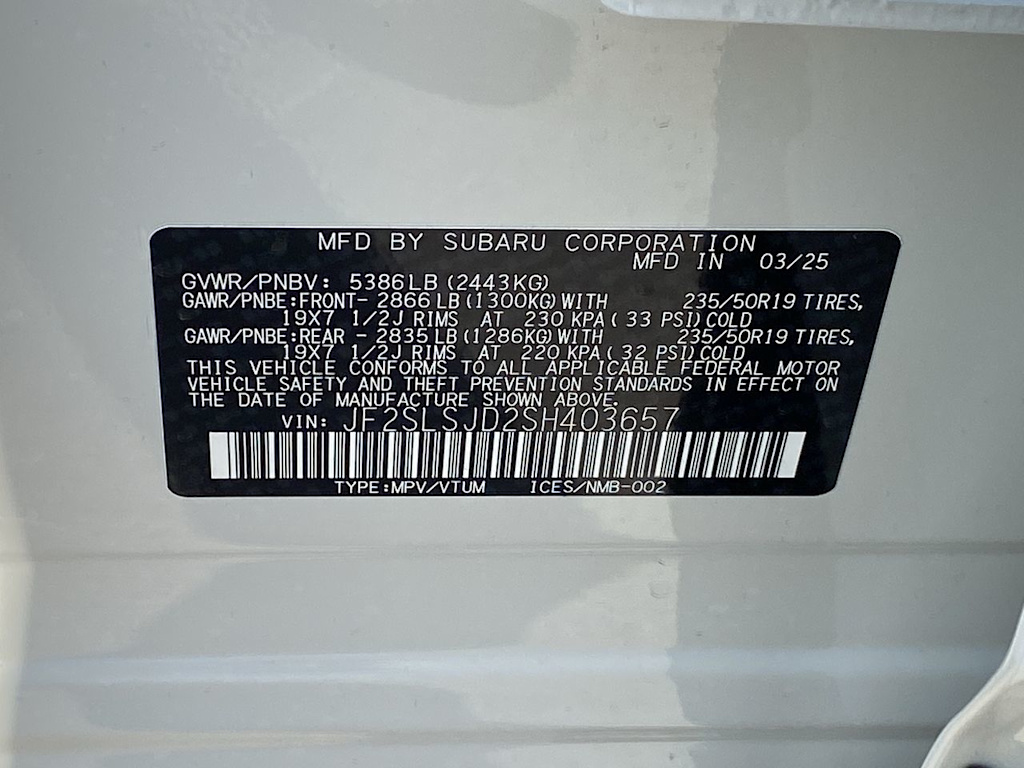 MFD BY SUBARU CORPORATION
MFD IN 03/25
GVWR/PNBV: 5386LB(2443KG)
GAWR/PNBE:FRONT- 2866LB(1300KG)WITH 235/50R19 TIRES,
19X7 1/2J RIMS AT 230 KPA( 33 PSI)COLD
GAWR/PNBE:REAR - 2835LB(1286KG)WITH 235/50R19 TIRES,
19X7 1/2J RIMS AT 220 KPA( 32 PSI)COLD
THIS VEHICLE CONFORMS TO ALL APPLICABLE FEDERAL MOTOR
VEHICLE SAFETY AND THEFT PREVENTION STANDARDS IN EFFECT ON
THE DATE OF MANUFACTURE SHOWN ABOVE.
VIN: JF2SLSJD2SH403657
TYPE:MPV/VTUM ICES/NMB-002